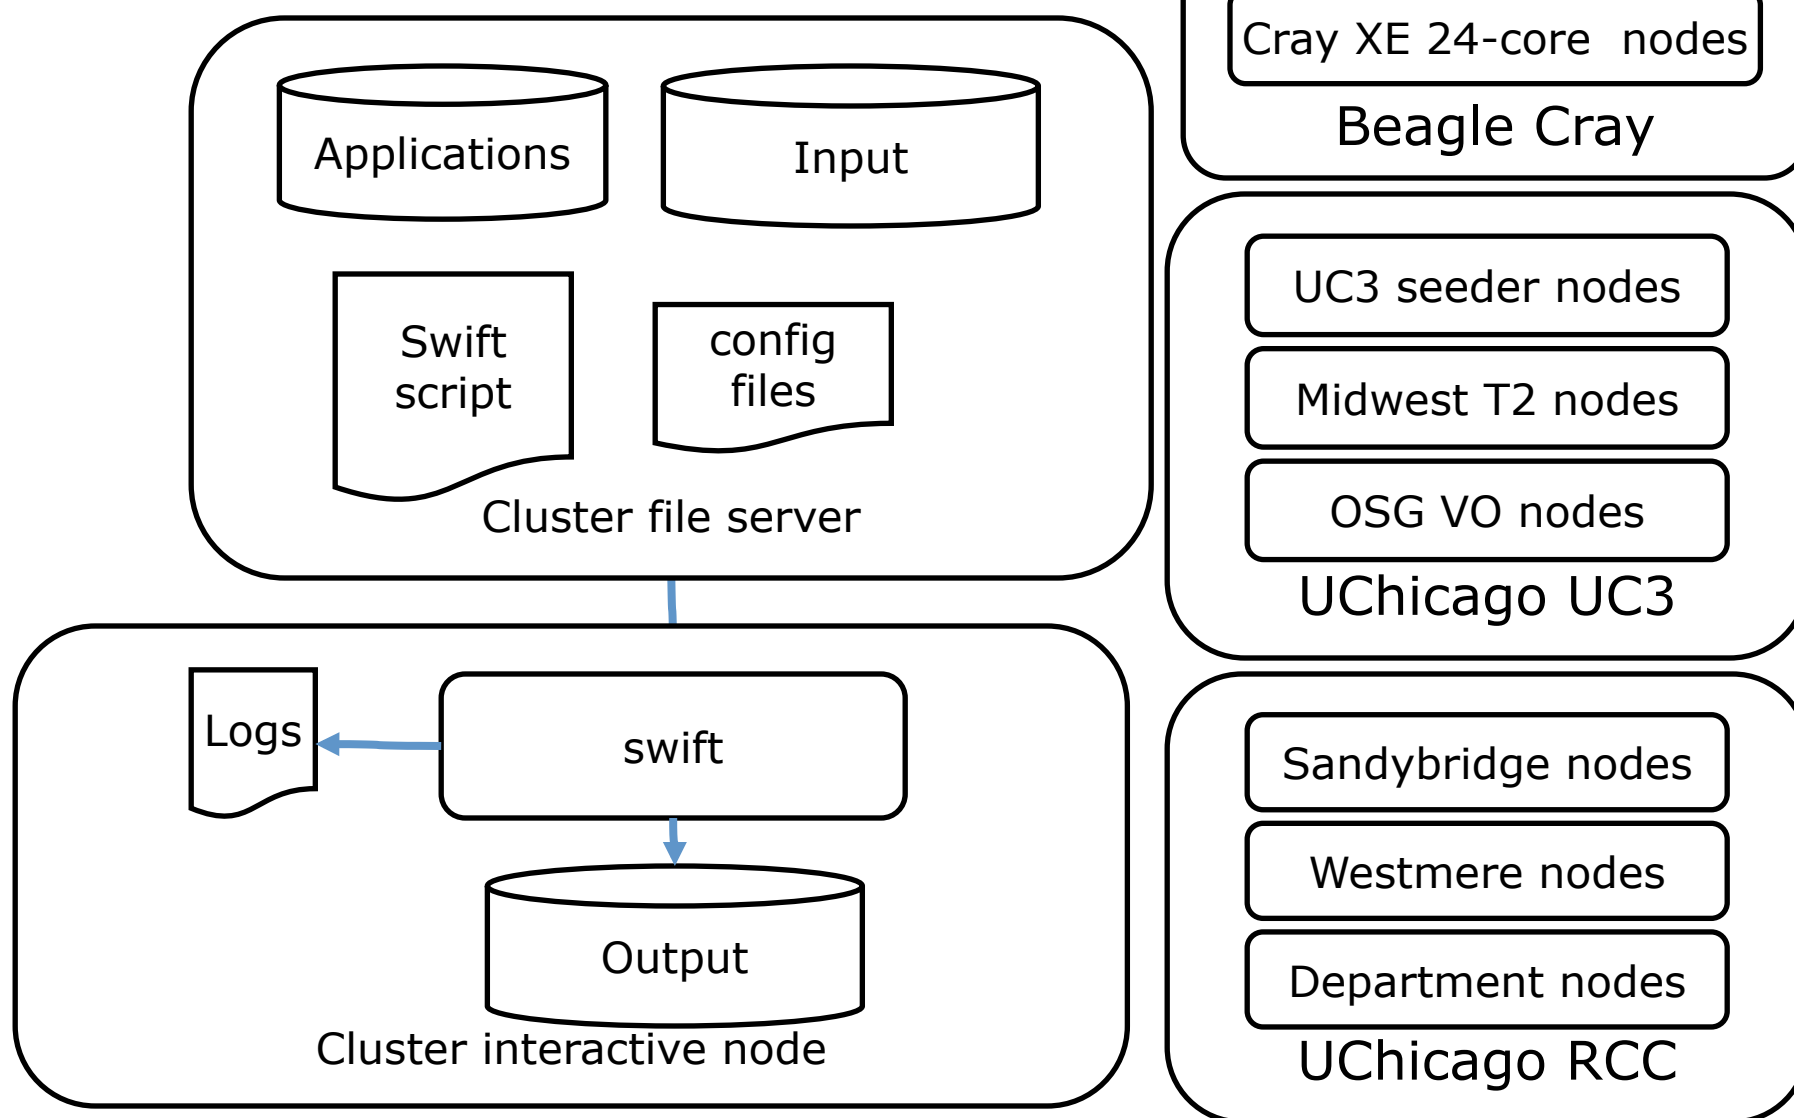 Applications
Input
Swift
script
config
files
Cluster file server
Logs
swift
Output
Cluster interactive node
Cray XE 24-core  nodes
Beagle Cray
UC3 seeder nodes
Midwest T2 nodes
OSG VO nodes
UChicago UC3
Sandybridge nodes
Westmere nodes
Department nodes
UChicago RCC